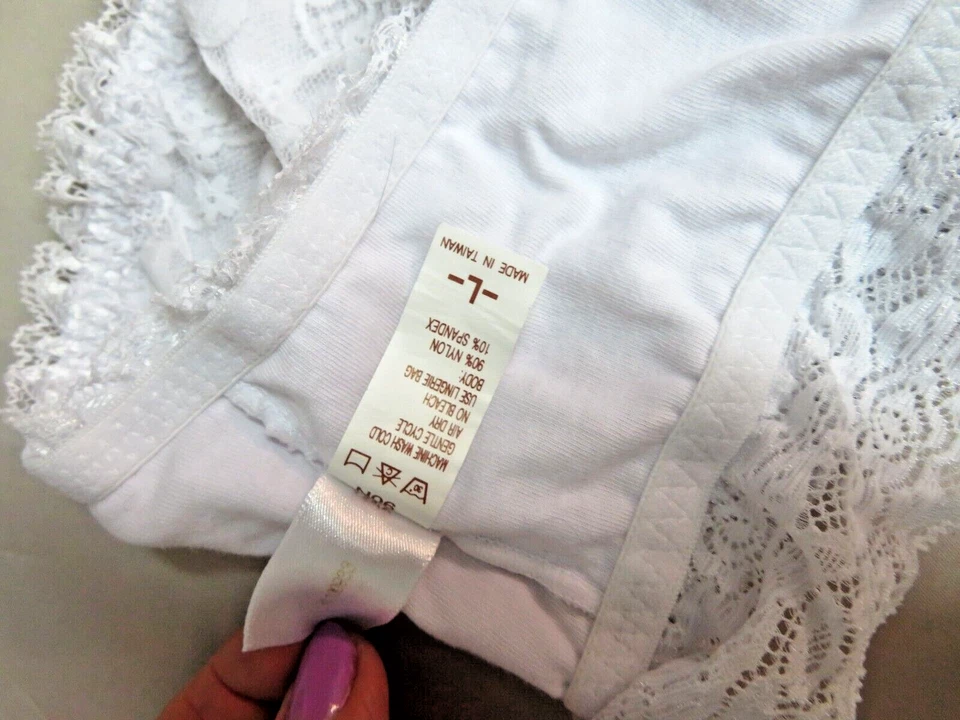 MACHINE WASH COLD
GENTLE CYCLE
AIR DRY
NO BLEACH
USE LINGERIE BAG
BODY:
90% NYLON
10% SPANDEX
-L-
MADE IN TAIWAN